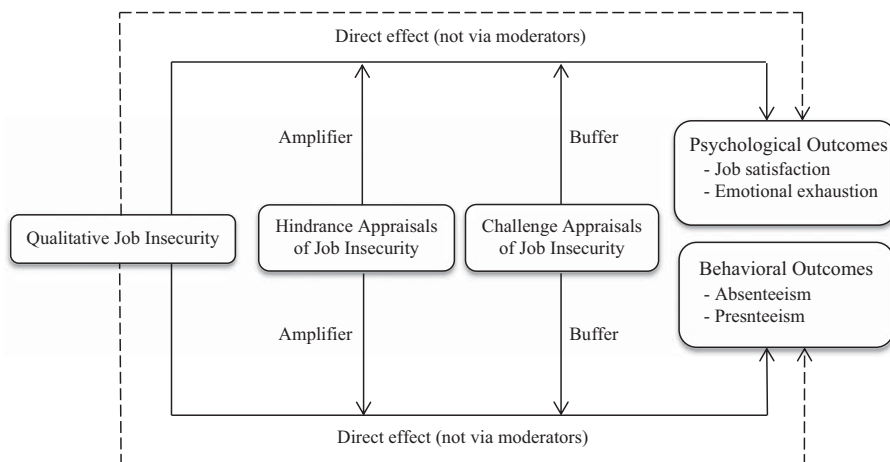 Direct effect (not via moderators)
Amplifier
Buffer
Psychological Outcomes
- Job satisfaction
- Emotional exhaustion
Qualitative Job Insecurity
Hindrance Appraisals
of Job Insecurity
Challenge Appraisals
of Job Insecurity
Behavioral Outcomes
- Absenteeism
- Presnteeism
Amplifier
Buffer
Direct effect (not via moderators)